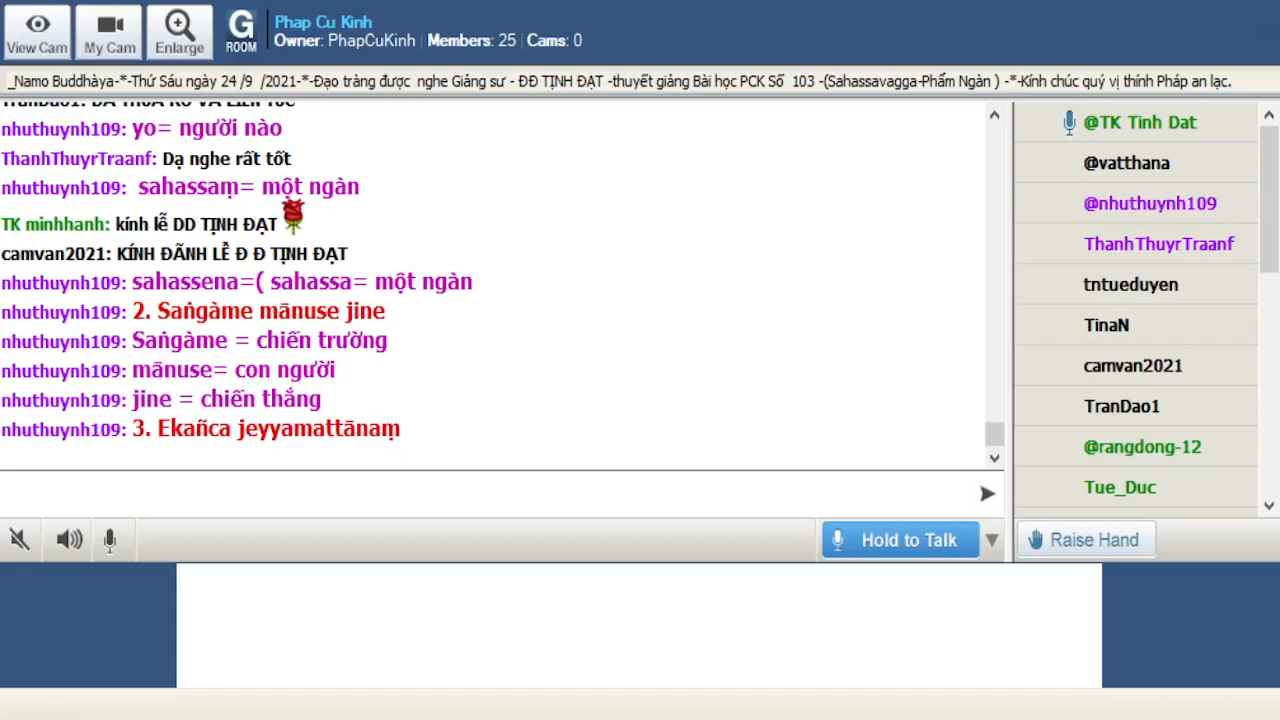 View Cam
My Cam
Enlarge
G
ROOM
Phap Cu Kinh
Owner: PhapCuKinh | Members: 25 | Cams: 0
_Namo Buddhàya-*-Thứ Sáu ngày 24 /9 /2021-*-Đạo tràng được nghe Giảng sư - ĐĐ TỊNH ĐẠT -thuyết giảng Bài học PCK Số 103 -(Sahassavagga-Phẩm Ngàn ) -*-Kính chúc quý vị thính Pháp an lạc.
nhuthuynh109: yo= người nào
ThanhThuyrTraanf: Dạ nghe rất tốt
nhuthuynh109: sahassaṃ= một ngàn
TK minhhanh: kính lễ DD TỊNH ĐẠT
camvan2021: KÍNH ĐÃNH LỄ Đ Đ TỊNH ĐẠT
nhuthuynh109: sahassena=( sahassa= một ngàn
nhuthuynh109: 2. Saṅgàme mānuse jine
nhuthuynh109: Saṅgàme = chiến trường
nhuthuynh109: mānuse= con người
nhuthuynh109: jine = chiến thắng
nhuthuynh109: 3. Ekañca jeyyamattānaṃ
@TK Tinh Dat
@vatthana
@nhuthuynh109
ThanhThuyrTraanf
tntueduyen
TinaN
camvan2021
TranDao1
@rangdong-12
Tue_Duc
Hold to Talk
Raise Hand